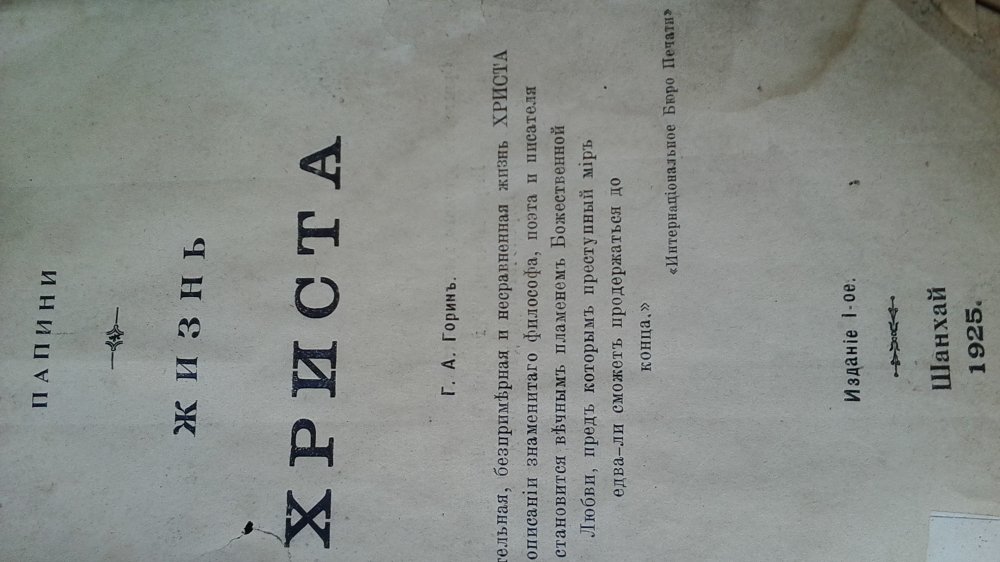 ПАПИНИ
ЖИЗНЬ
ХРИСТА
Г. А. Горинъ.
тельная, безпримѣрная и несравненная жизнь ХРИСТА
описаніи знаменитаго философа, поэта и писателя
становится вѣчнымъ пламенемъ Божественной
Любви, предъ которымъ преступный міръ
едва-ли сможетъ продержаться до
конца.»
«Интернаціональное Бюро Печати»
Изданіе I-ое.
Шанхай
1925.